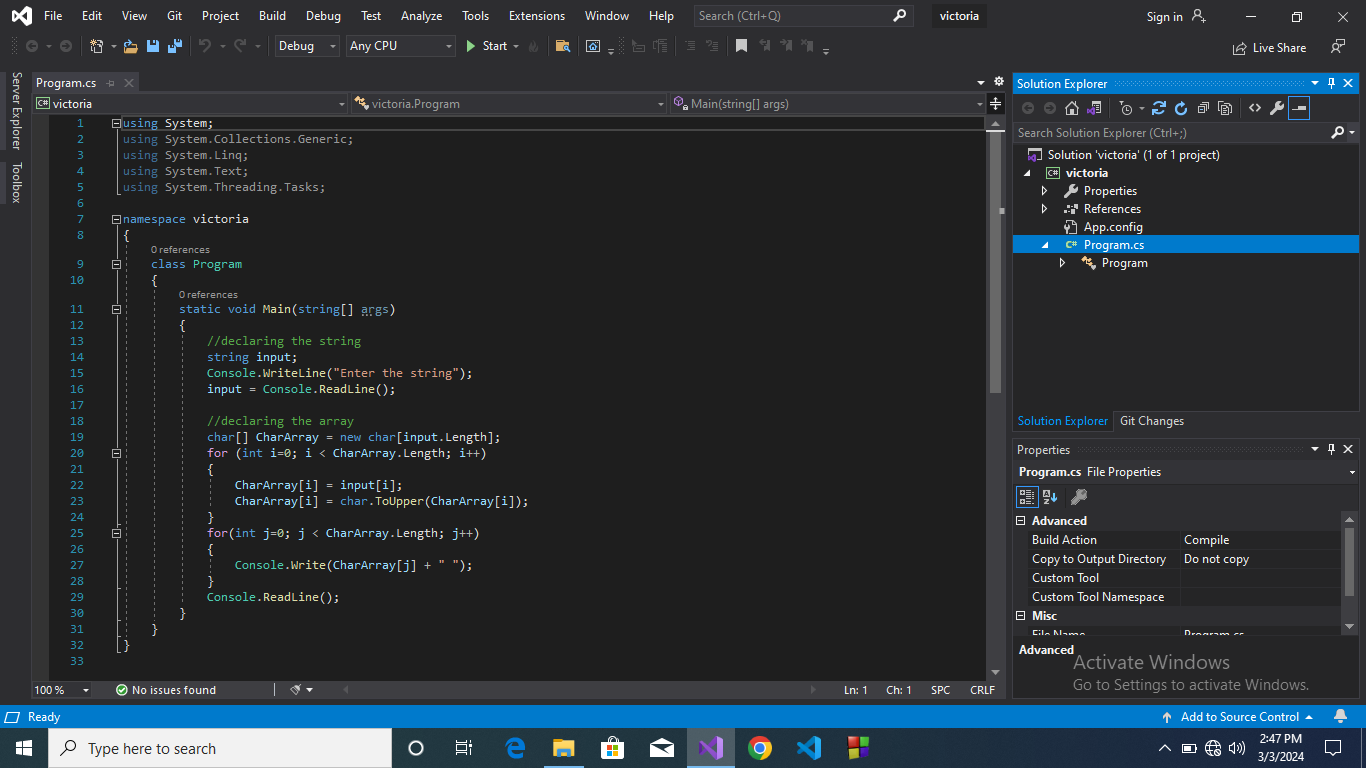 File Edit View Git Project Build Debug Test Analyze Tools Extensions Window Help Search (Ctrl+Q) victoria Sign in
Debug Any CPU Start Live Share
Server Explorer
Toolbox
Program.cs
victoria victoria.Program Main(string[] args)
1 using System;
2 using System.Collections.Generic;
3 using System.Linq;
4 using System.Text;
5 using System.Threading.Tasks;
6
7 namespace victoria
8 {
0 references
9 class Program
10 {
0 references
11 static void Main(string[] args)
12 {
13 //declaring the string
14 string input;
15 Console.WriteLine("Enter the string");
16 input = Console.ReadLine();
17
18 //declaring the array
19 char[] CharArray = new char[input.Length];
20 for (int i=0; i < CharArray.Length; i++)
21 {
22 CharArray[i] = input[i];
23 CharArray[i] = char.ToUpper(CharArray[i]);
24 }
25 for(int j=0; j < CharArray.Length; j++)
26 {
27 Console.Write(CharArray[j] + " ");
28 }
29 Console.ReadLine();
30 }
31 }
32 }
33
100 % No issues found Ln: 1 Ch: 1 SPC CRLF
Solution Explorer
Search Solution Explorer (Ctrl+;)
Solution 'victoria' (1 of 1 project)
C# victoria
Properties
References
App.config
C# Program.cs
Program
Solution Explorer Git Changes
Properties
Program.cs File Properties
Advanced
Build Action Compile
Copy to Output Directory Do not copy
Custom Tool
Custom Tool Namespace
Misc
File Name Program.cs
Advanced
Activate Windows
Go to Settings to activate Windows.
Ready Add to Source Control
Type here to search
2:47 PM
3/3/2024